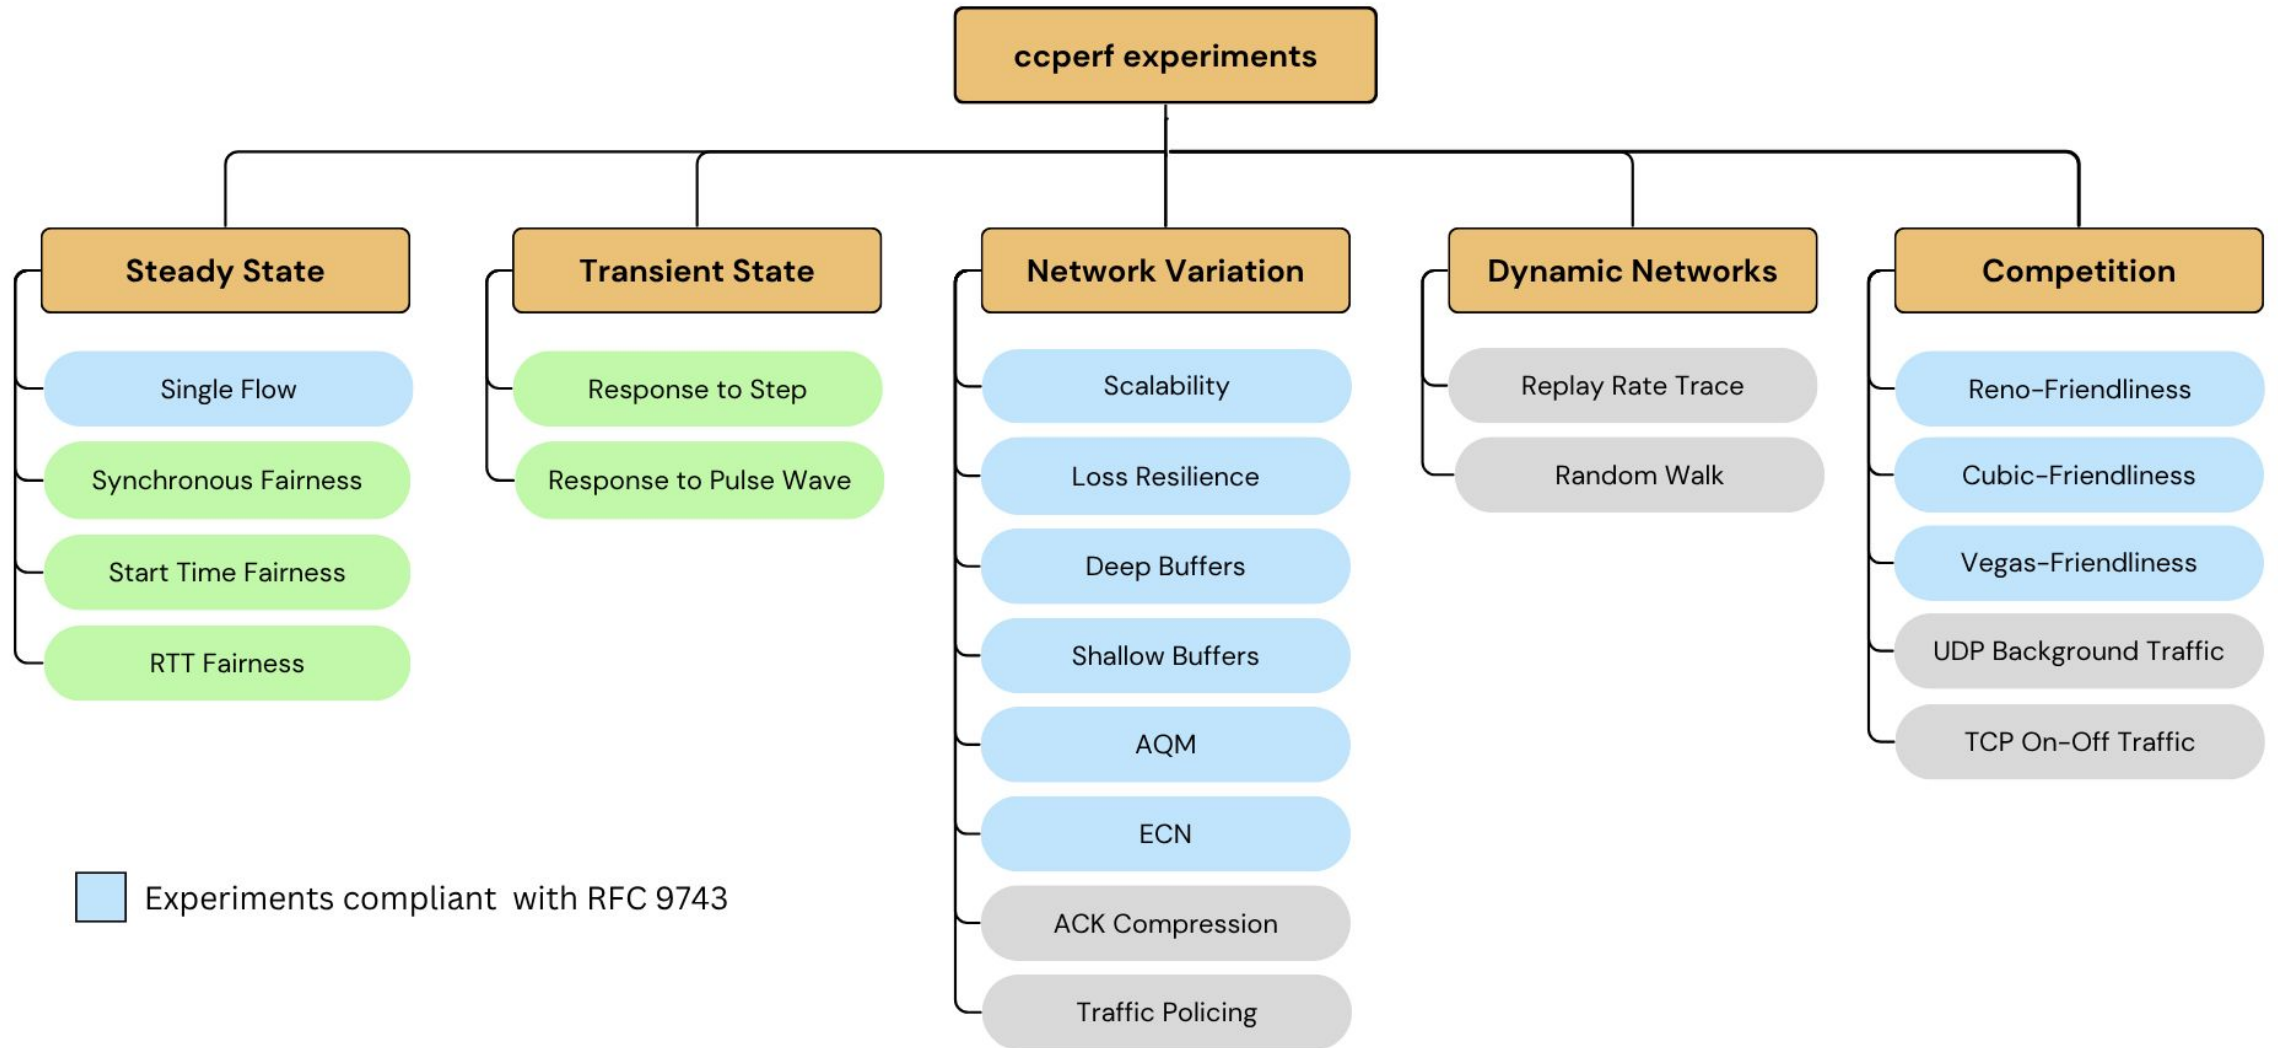 ccperf experiments
Steady State
Single Flow
Synchronous Fairness
Start Time Fairness
RTT Fairness
Transient State
Response to Step
Response to Pulse Wave
Network Variation
Scalability
Loss Resilience
Deep Buffers
Shallow Buffers
AQM
ECN
ACK Compression
Traffic Policing
Dynamic Networks
Replay Rate Trace
Random Walk
Competition
Reno-Friendliness
Cubic-Friendliness
Vegas-Friendliness
UDP Background Traffic
TCP On-Off Traffic
Experiments compliant with RFC 9743